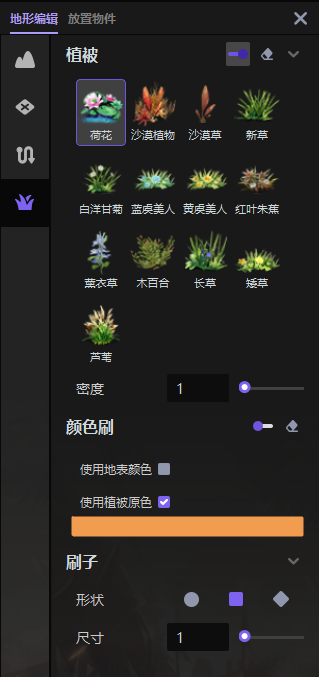 地形编辑 放置物件
植被
荷花 沙漠植物 沙漠草 新草
白洋甘菊 蓝虞美人 黄虞美人 红叶朱蕉
薰衣草 木百合 长草 矮草
芦苇
密度 1
颜色刷
使用地表颜色
使用植被原色
刷子
形状
尺寸 1